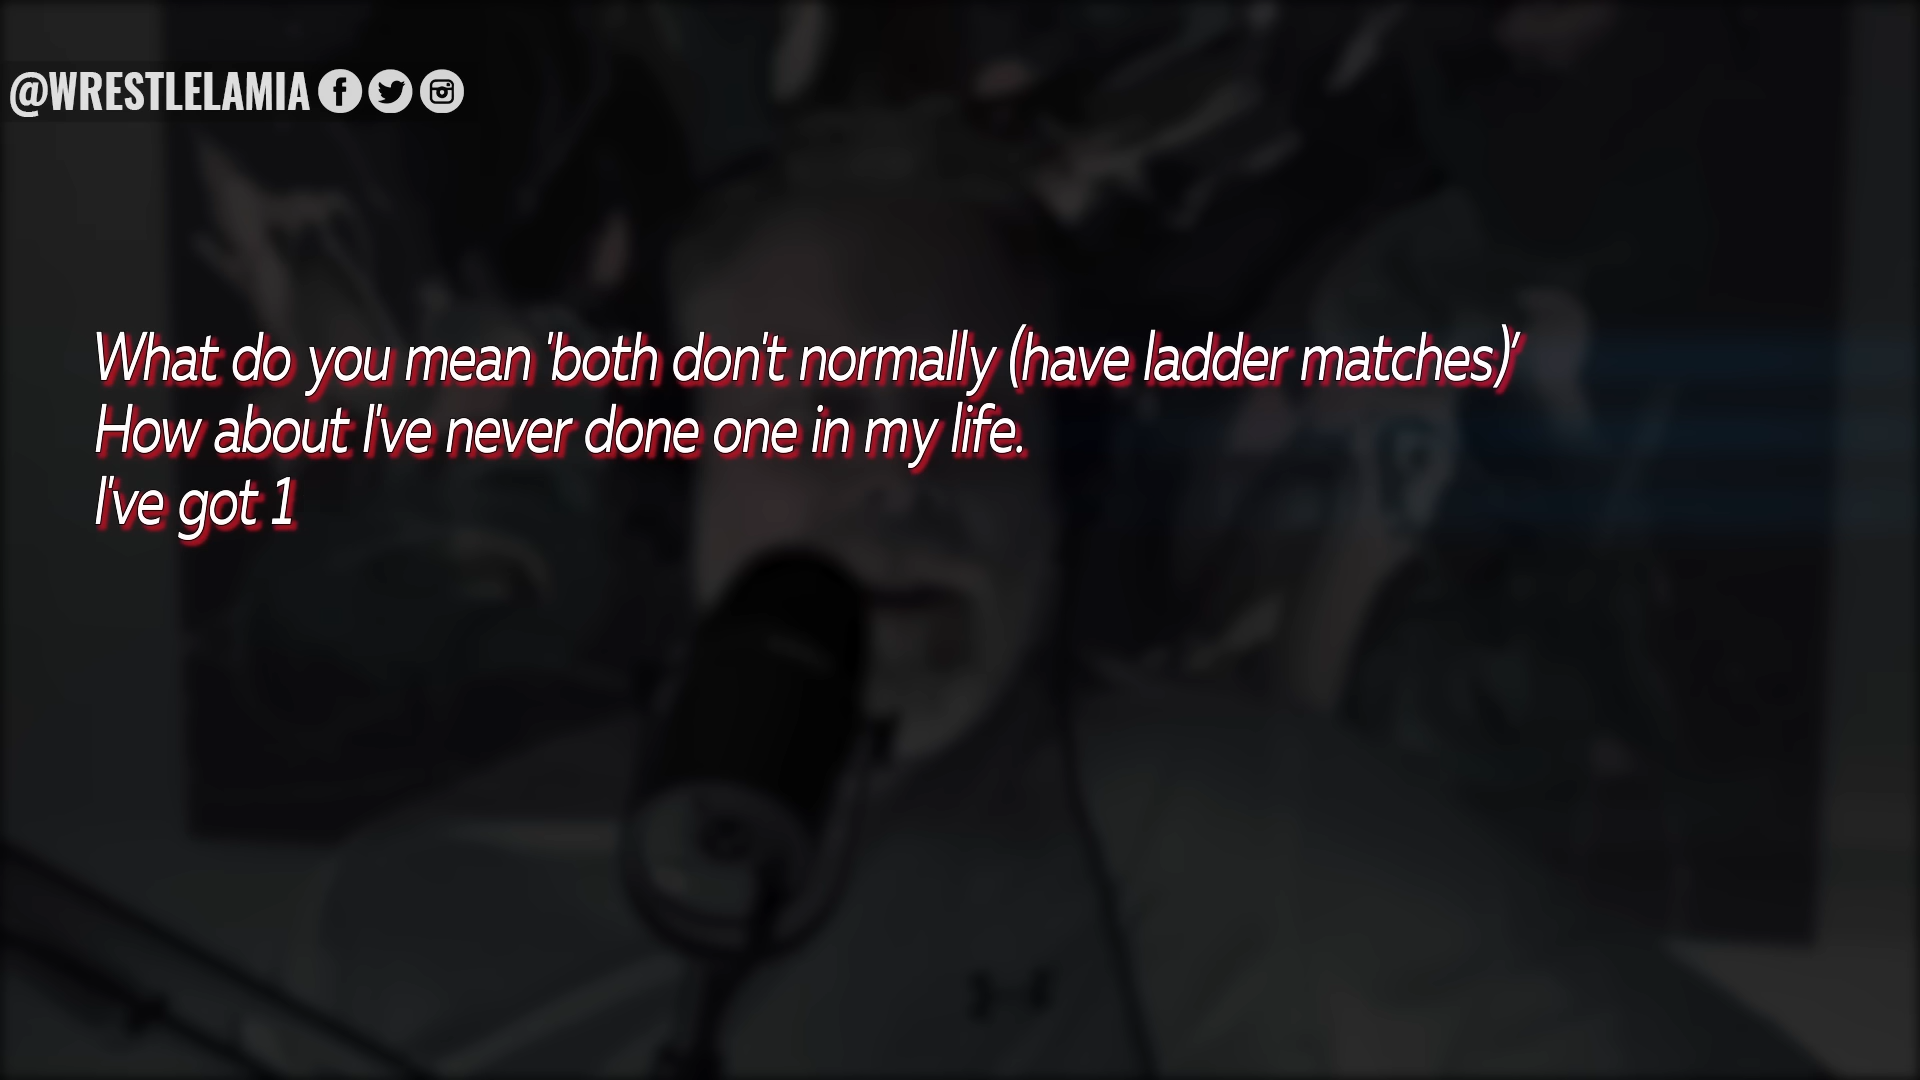 @WRESTLELAMIA
What do you mean 'both don't normally (have ladder matches)'
How about I've never done one in my life.
I've got 1